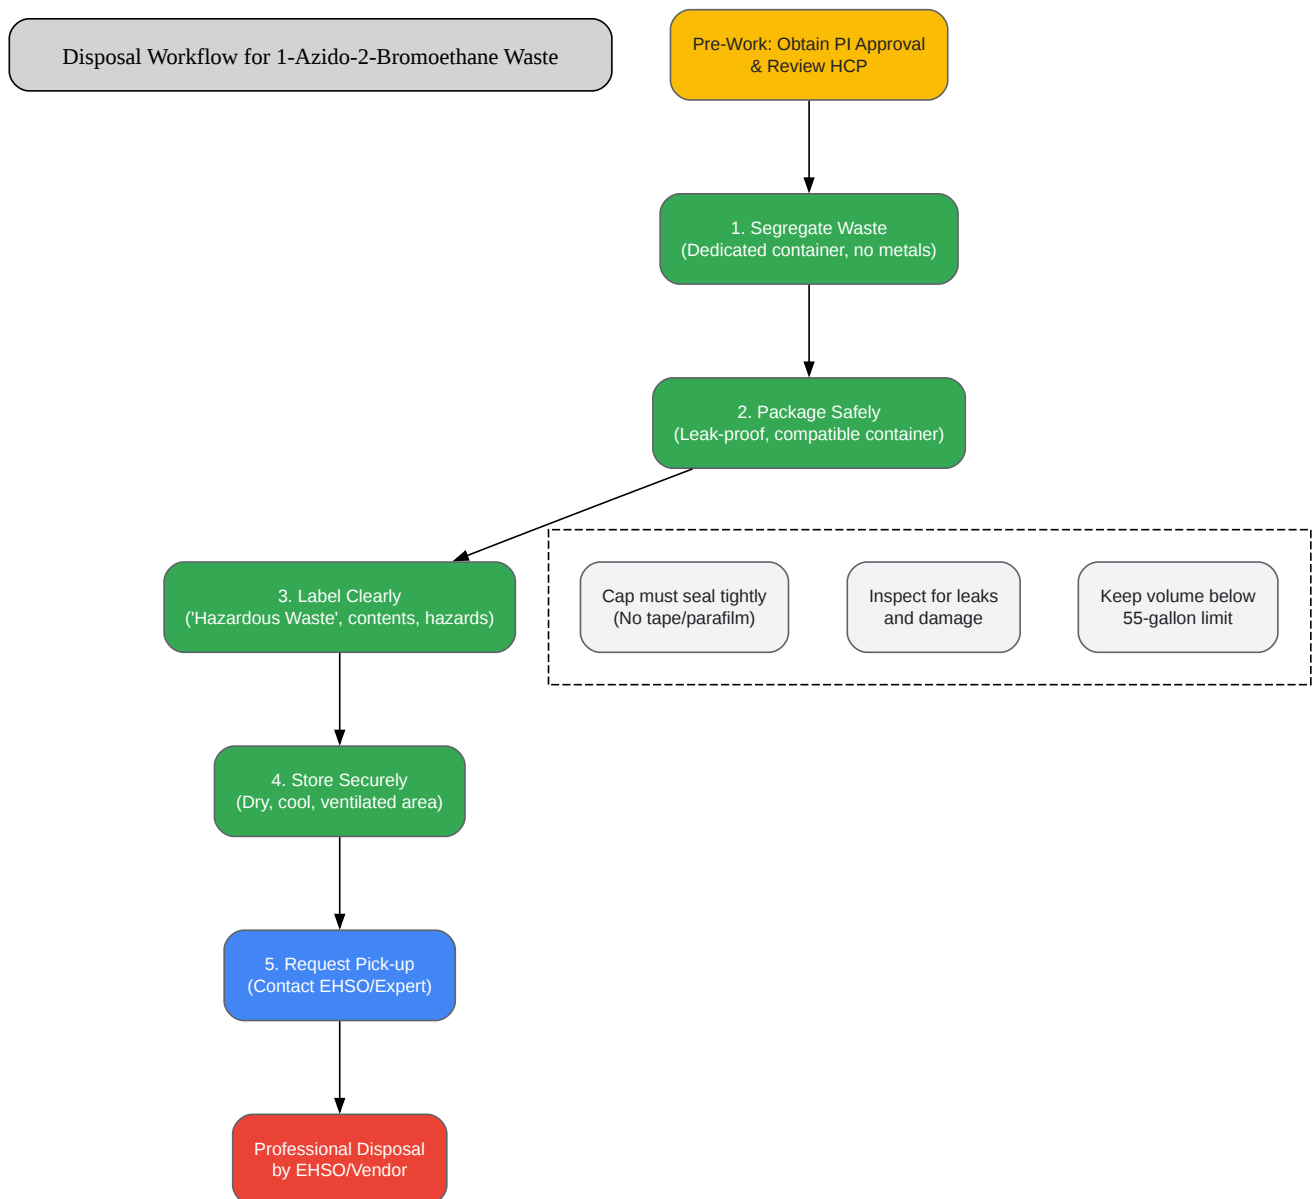 Disposal Workflow for 1-Azido-2-Bromoethane Waste
Pre-Work: Obtain PI Approval
& Review HCP
1. Segregate Waste
(Dedicated container, no metals)
2. Package Safely
(Leak-proof, compatible container)
3. Label Clearly
('Hazardous Waste', contents, hazards)
Cap must seal tightly
(No tape/parafilm)
Inspect for leaks
and damage
Keep volume below
55-gallon limit
4. Store Securely
(Dry, cool, ventilated area)
5. Request Pick-up
(Contact EHSO/Expert)
Professional Disposal
by EHSO/Vendor